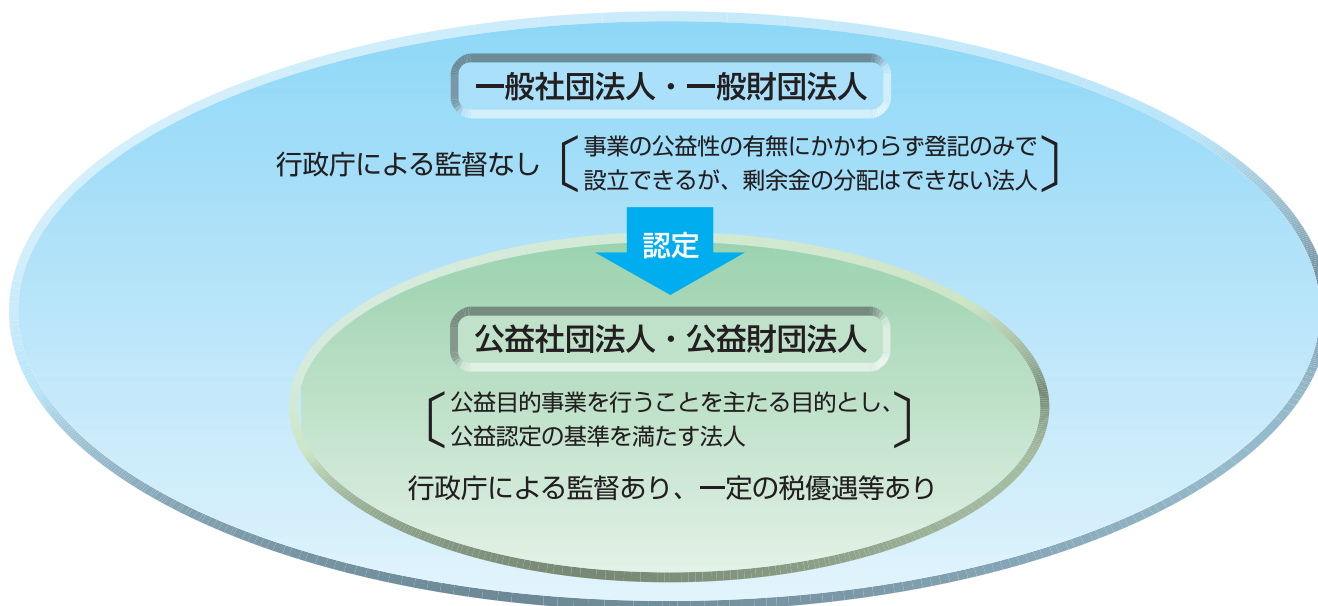 一般社団法人・一般財団法人
行政庁による監督なし
事業の公益性の有無にかかわらず登記のみで
設立できるが、剰余金の分配はできない法人
認定
公益社団法人・公益財団法人
公益目的事業を行うことを主たる目的とし、
公益認定の基準を満たす法人
行政庁による監督あり、一定の税優遇等あり